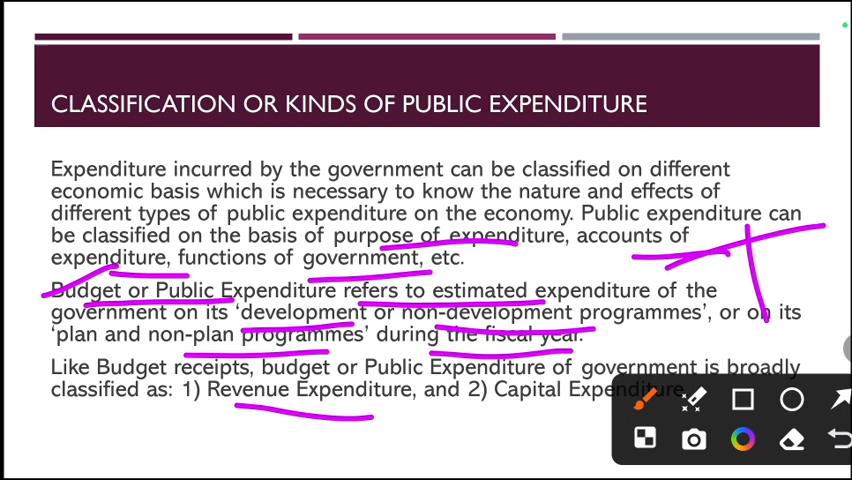 CLASSIFICATION OR KINDS OF PUBLIC EXPENDITURE
Expenditure incurred by the government can be classified on different
economic basis which is necessary to know the nature and effects of
different types of public expenditure on the economy. Public expenditure can
be classified on the basis of purpose of expenditure, accounts of
expenditure, functions of government, etc.
Budget or Public Expenditure refers to estimated expenditure of the
government on its ‘development or non-development programmes’, or on its
‘plan and non-plan programmes’ during the fiscal year.
Like Budget receipts, budget or Public Expenditure of government is broadly
classified as: 1) Revenue Expenditure, and 2) Capital Expenditure.